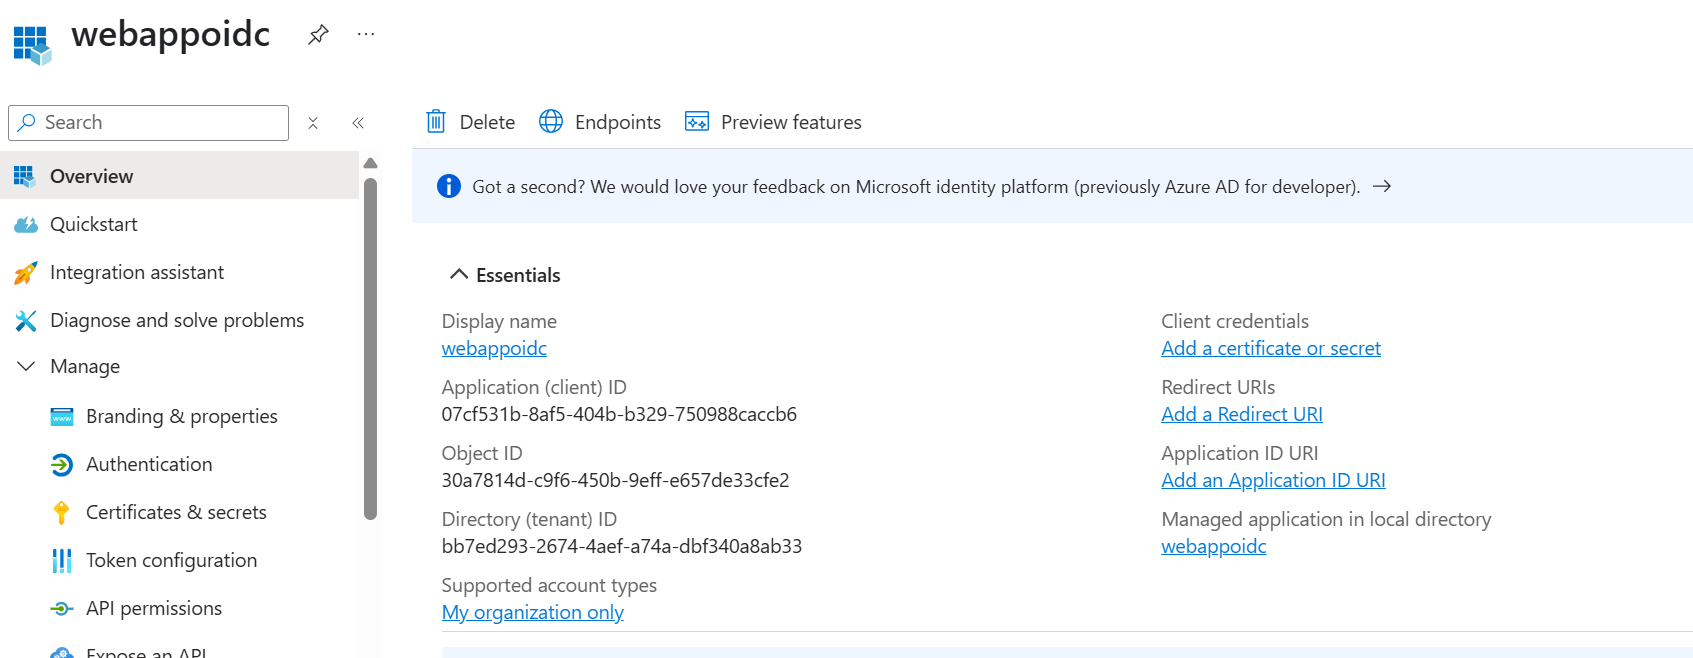 webappoidc
Search
Delete
Endpoints
Preview features
Overview
Quickstart
Integration assistant
Diagnose and solve problems
Manage
Branding & properties
www
Authentication
Certificates & secrets
Token configuration
API permissions
Expose an API
Got a second? We would love your feedback on Microsoft identity platform (previously Azure AD for developer).
Essentials
Display name
webappoidc
Application (client) ID
07cf531b-8af5-404b-b329-750988caccb6
Object ID
30a7814d-c9f6-450b-9eff-e657de33cfe2
Directory (tenant) ID
bb7ed293-2674-4aef-a74a-dbf340a8ab33
Supported account types
My organization only
Client credentials
Add a certificate or secret
Redirect URIs
Add a Redirect URI
Application ID URI
Add an Application ID URI
Managed application in local directory
webappoidc